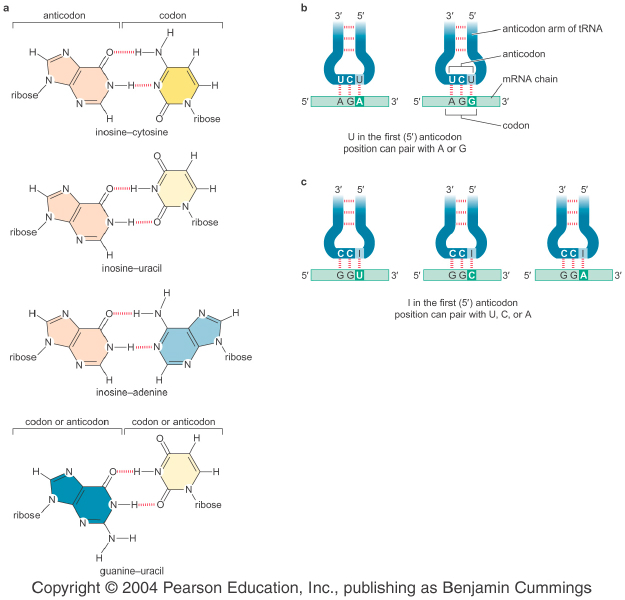 a
anticodon codon
H N O H N H H
N N H N H
ribose N H O N
H ribose
inosine–cytosine
O H
H N O H N H
N N H O N
ribose N H ribose
inosine–uracil
H
H N O H N N H
N N H N N
ribose N H N ribose
H
inosine–adenine
codon or anticodon codon or anticodon
O H
H N O H N H
N N H O N
ribose N N H ribose
H
guanine–uracil
b
3′ 5′ 3′ 5′
anticodon arm of tRNA
anticodon
U C U U C U
mRNA chain
5′ A G A 3′ 5′ A G G 3′
codon
U in the first (5′) anticodon
position can pair with A or G
c
3′ 5′ 3′ 5′ 3′ 5′
C C I C C I C C I
5′ G G U 3′ 5′ G G C 3′ 5′ G G A 3′
I in the first (5′) anticodon
position can pair with U, C, or A
Copyright © 2004 Pearson Education, Inc., publishing as Benjamin Cummings